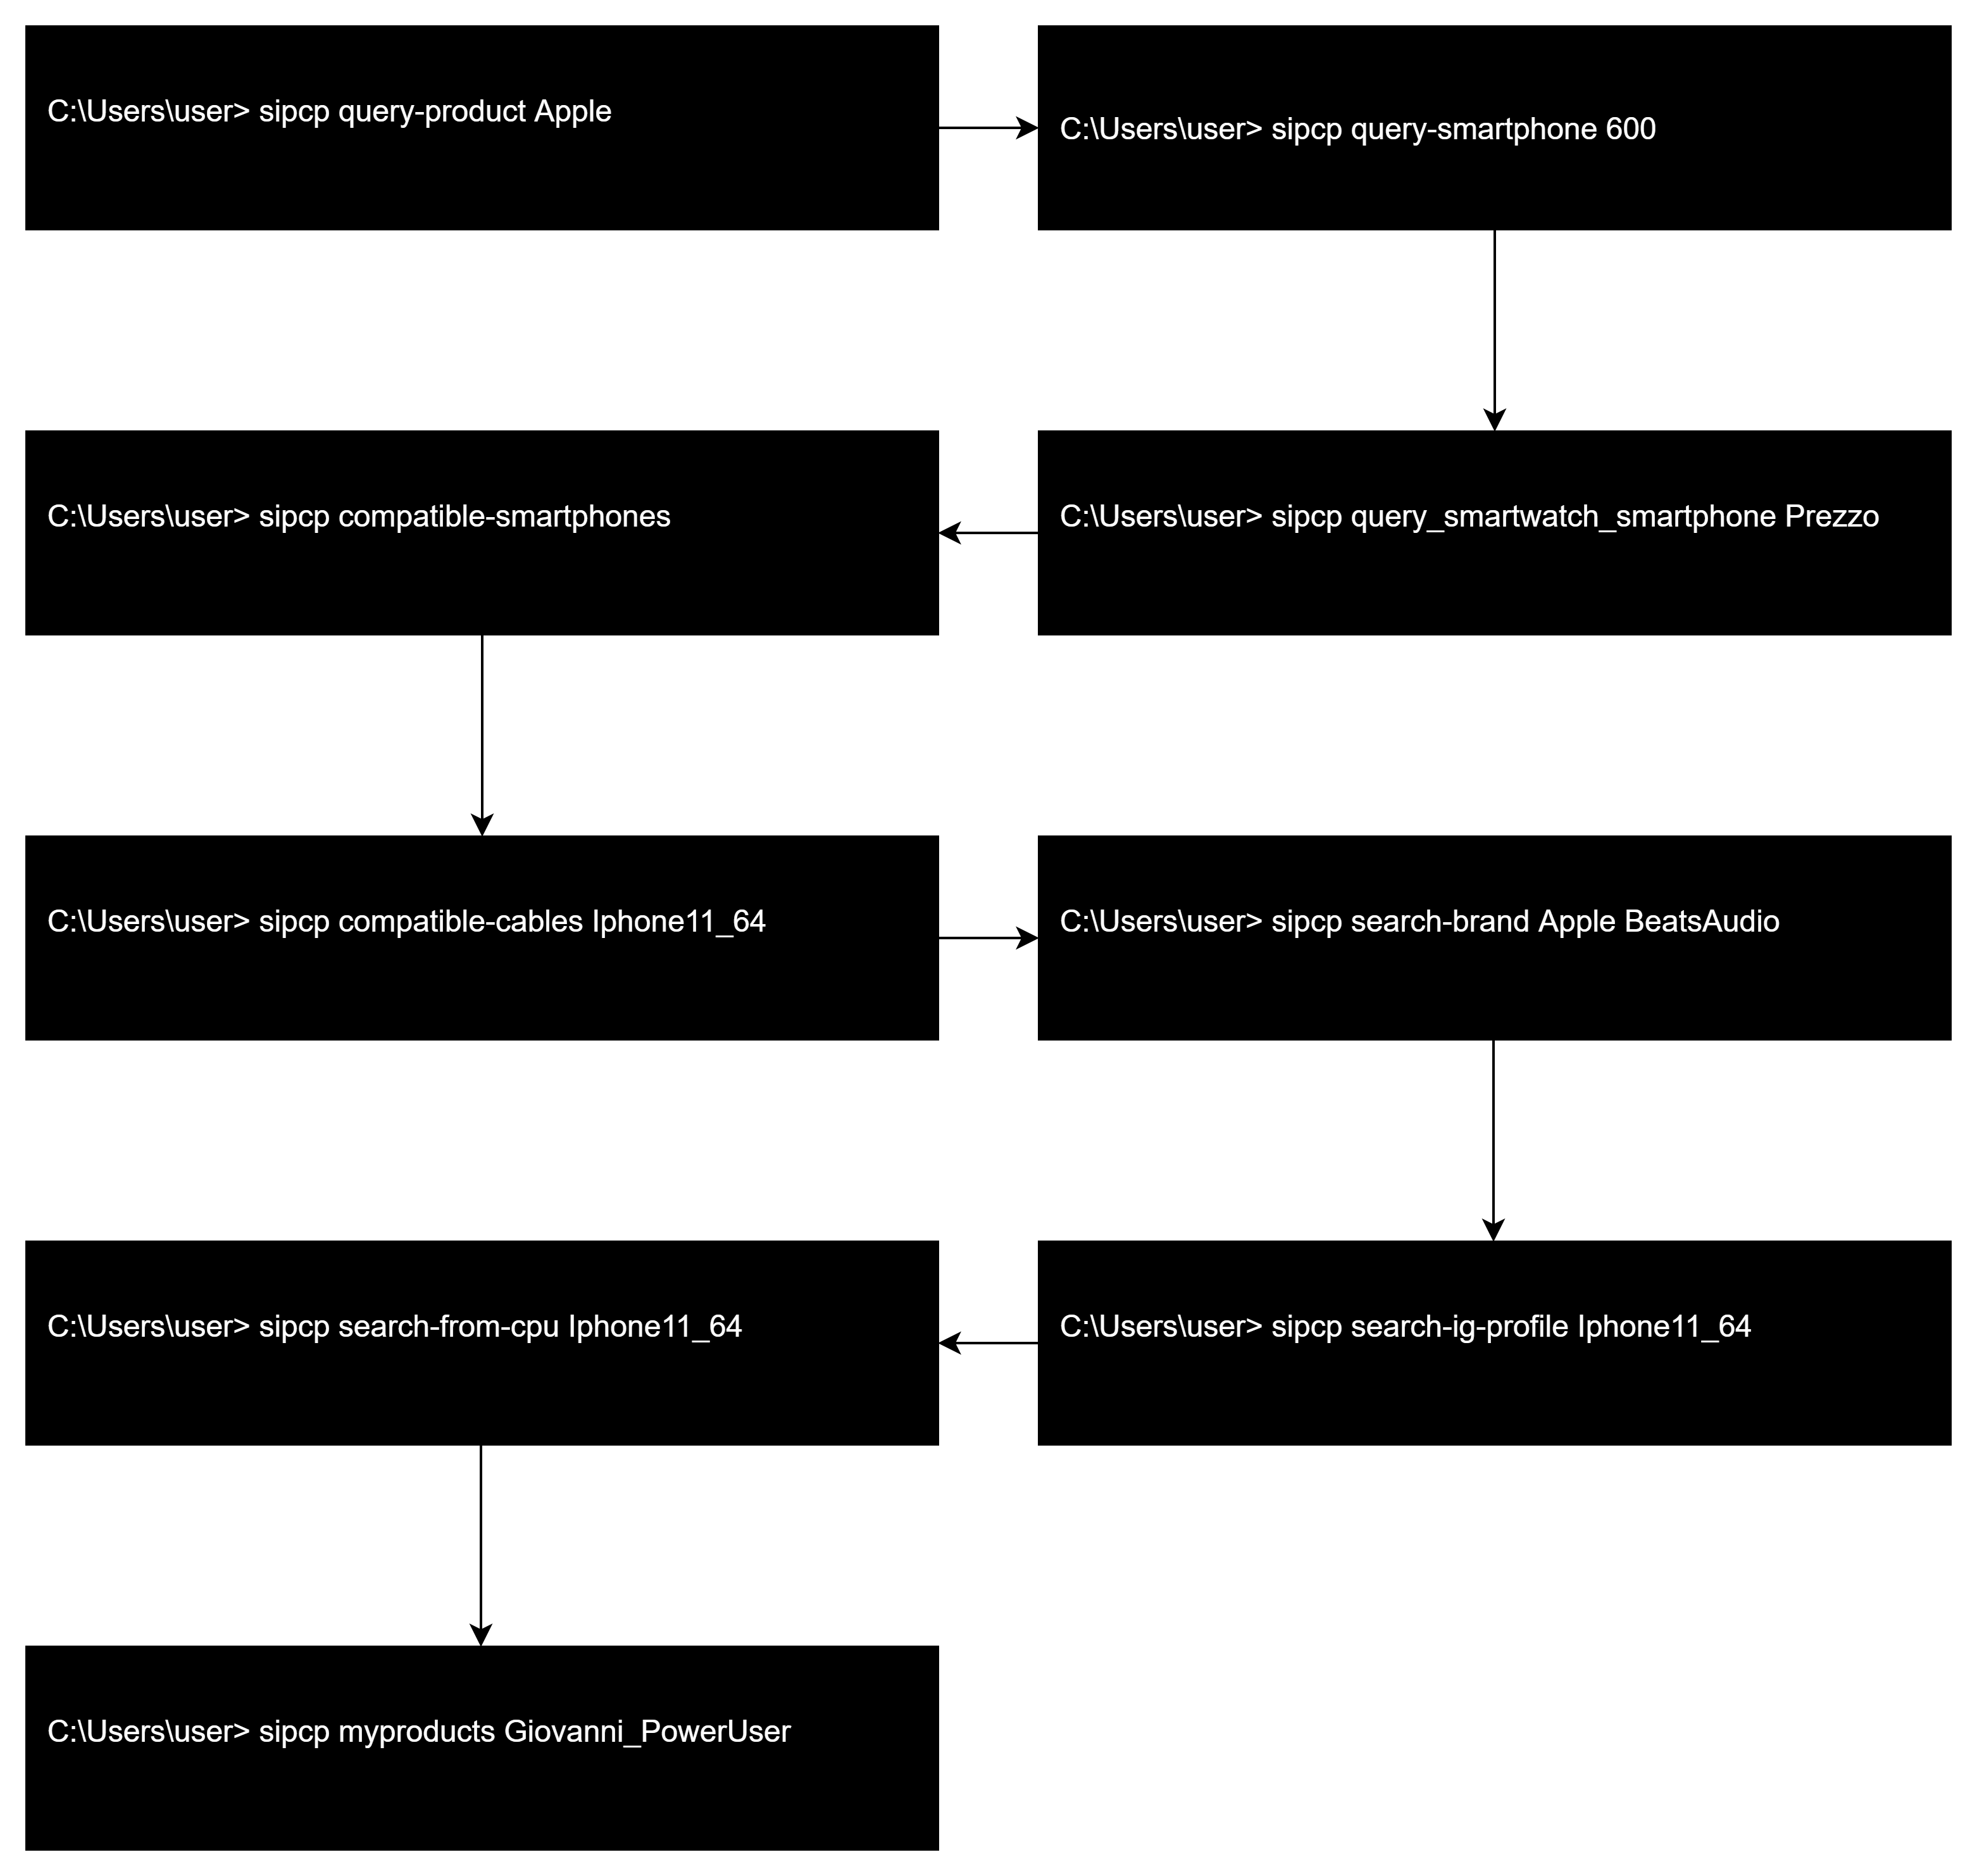 C:\Users\user> sipcp query-product Apple
C:\Users\user> sipcp query-smartphone 600
C:\Users\user> sipcp query_smartwatch_smartphone Prezzo
C:\Users\user> sipcp compatible-smartphones
C:\Users\user> sipcp compatible-cables Iphone11_64
C:\Users\user> sipcp search-brand Apple BeatsAudio
C:\Users\user> sipcp search-ig-profile Iphone11_64
C:\Users\user> sipcp search-from-cpu Iphone11_64
C:\Users\user> sipcp myproducts Giovanni_PowerUser